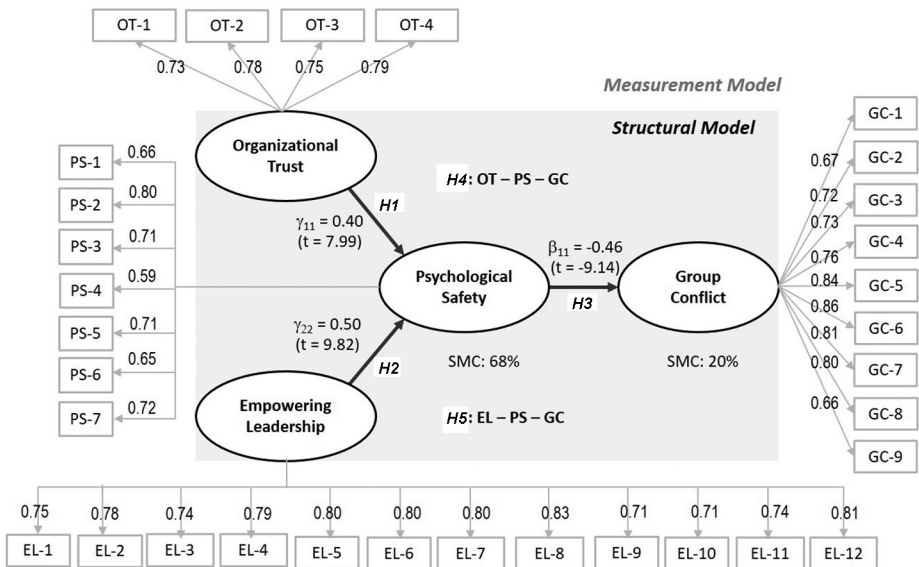 OT-1 OT-2 OT-3 OT-4
0.73 0.78 0.75 0.79
Measurement Model
Structural Model
Organizational
Trust
H4: OT – PS – GC
H1
γ11 = 0.40
(t = 7.99)
PS-1 0.66
PS-2 0.80
PS-3 0.71
PS-4 0.59
PS-5 0.71
PS-6 0.65
PS-7 0.72
Psychological
Safety
β11 = -0.46
(t = -9.14)
H3
Group
Conflict
γ22 = 0.50
(t = 9.82)
H2
SMC: 68%
SMC: 20%
Empowering
Leadership
H5: EL – PS – GC
0.67 GC-1
0.72 GC-2
0.73 GC-3
0.76 GC-4
0.84 GC-5
0.86 GC-6
0.81 GC-7
0.80 GC-8
0.66 GC-9
0.75 0.78 0.74 0.79 0.80 0.80 0.80 0.83 0.71 0.71 0.74 0.81
EL-1 EL-2 EL-3 EL-4 EL-5 EL-6 EL-7 EL-8 EL-9 EL-10 EL-11 EL-12